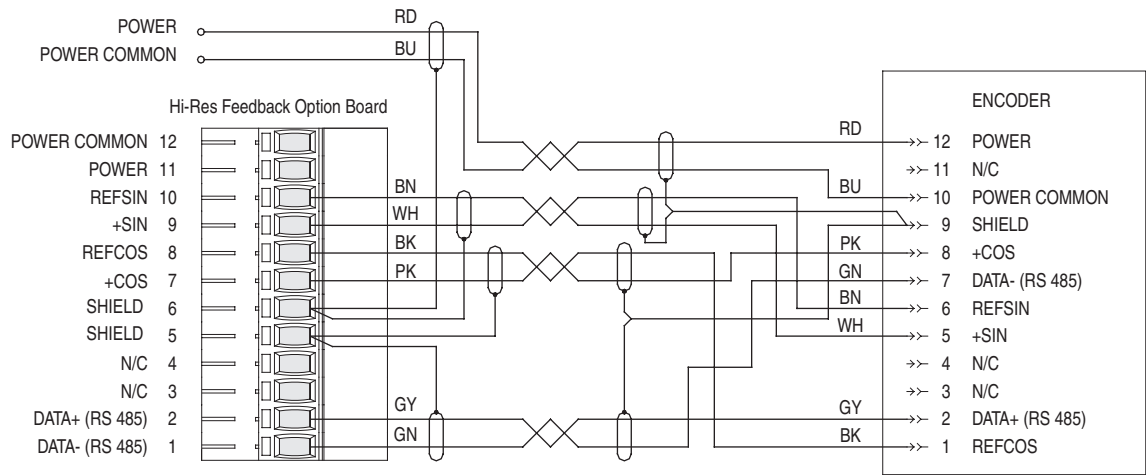 POWER
RD
POWER COMMON
BU
Hi-Res Feedback Option Board
POWER COMMON 12
POWER 11
REFSIN 10
BN
+SIN 9
WH
REFCOS 8
BK
+COS 7
PK
SHIELD 6
SHIELD 5
N/C 4
N/C 3
DATA+ (RS 485) 2
GY
DATA- (RS 485) 1
GN
ENCODER
RD
12 POWER
11 N/C
BU
10 POWER COMMON
9 SHIELD
PK
8 +COS
GN
7 DATA- (RS 485)
BN
6 REFSIN
WH
5 +SIN
4 N/C
3 N/C
GY
2 DATA+ (RS 485)
BK
1 REFCOS